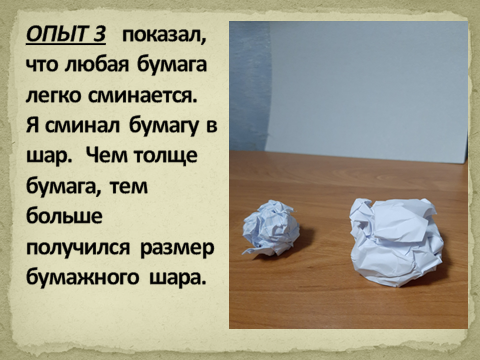 ОПЫТ 3 показал,
что любая бумага
легко сминается.
Я сминал бумагу в
шар. Чем толще
бумага, тем
больше
получился размер
бумажного шара.